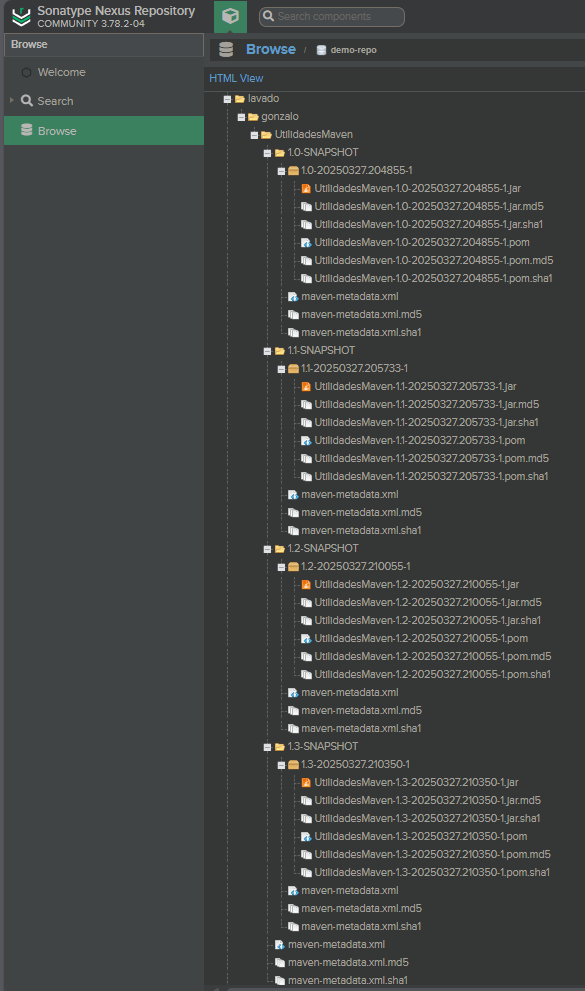 Sonatype Nexus Repository
COMMUNITY 3.78.2-04
Search components
Browse
Browse / demo-repo
Welcome
Search
Browse
HTML View
lavado
gonzalo
UtilidadesMaven
1.0-SNAPSHOT
1.0-20250327.204855-1
UtilidadesMaven-1.0-20250327.204855-1.jar
UtilidadesMaven-1.0-20250327.204855-1.jar.md5
UtilidadesMaven-1.0-20250327.204855-1.jar.sha1
UtilidadesMaven-1.0-20250327.204855-1.pom
UtilidadesMaven-1.0-20250327.204855-1.pom.md5
UtilidadesMaven-1.0-20250327.204855-1.pom.sha1
maven-metadata.xml
maven-metadata.xml.md5
maven-metadata.xml.sha1
1.1-SNAPSHOT
1.1-20250327.205733-1
UtilidadesMaven-1.1-20250327.205733-1.jar
UtilidadesMaven-1.1-20250327.205733-1.jar.md5
UtilidadesMaven-1.1-20250327.205733-1.jar.sha1
UtilidadesMaven-1.1-20250327.205733-1.pom
UtilidadesMaven-1.1-20250327.205733-1.pom.md5
UtilidadesMaven-1.1-20250327.205733-1.pom.sha1
maven-metadata.xml
maven-metadata.xml.md5
maven-metadata.xml.sha1
1.2-SNAPSHOT
1.2-20250327.210055-1
UtilidadesMaven-1.2-20250327.210055-1.jar
UtilidadesMaven-1.2-20250327.210055-1.jar.md5
UtilidadesMaven-1.2-20250327.210055-1.jar.sha1
UtilidadesMaven-1.2-20250327.210055-1.pom
UtilidadesMaven-1.2-20250327.210055-1.pom.md5
UtilidadesMaven-1.2-20250327.210055-1.pom.sha1
maven-metadata.xml
maven-metadata.xml.md5
maven-metadata.xml.sha1
1.3-SNAPSHOT
1.3-20250327.210350-1
UtilidadesMaven-1.3-20250327.210350-1.jar
UtilidadesMaven-1.3-20250327.210350-1.jar.md5
UtilidadesMaven-1.3-20250327.210350-1.jar.sha1
UtilidadesMaven-1.3-20250327.210350-1.pom
UtilidadesMaven-1.3-20250327.210350-1.pom.md5
UtilidadesMaven-1.3-20250327.210350-1.pom.sha1
maven-metadata.xml
maven-metadata.xml.md5
maven-metadata.xml.sha1
maven-metadata.xml
maven-metadata.xml.md5
maven-metadata.xml.sha1